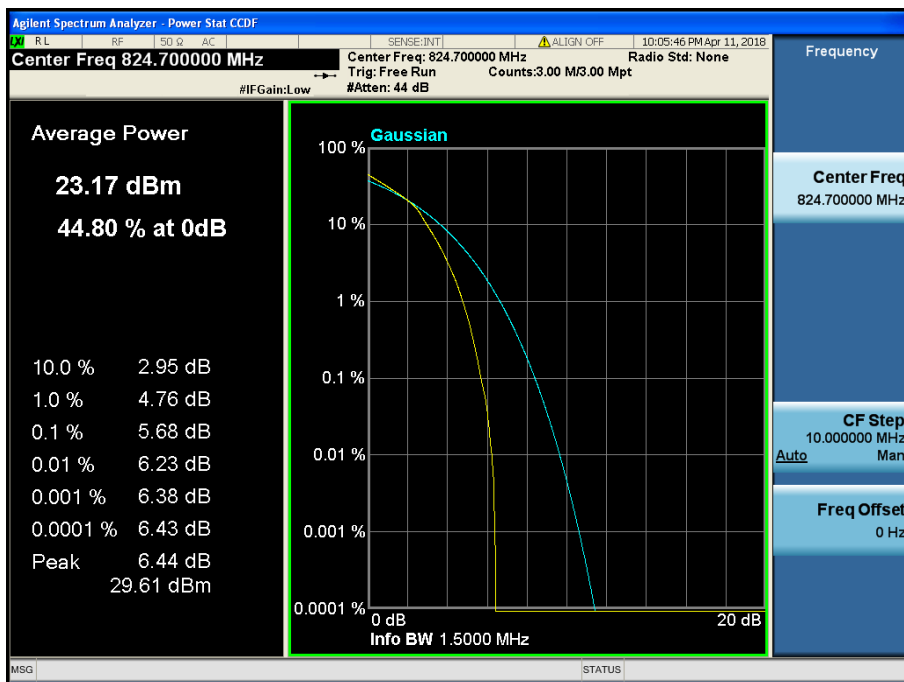 Agilent Spectrum Analyzer - Power Stat CCDF
LXI RL RF 50 Ω AC SENSE:INT ALIGN OFF 10:05:46 PM Apr 11, 2018
Center Freq 824.700000 MHz
Center Freq: 824.700000 MHz Radio Std: None
Trig: Free Run Counts:3.00 M/3.00 Mpt
#IFGain:Low #Atten: 44 dB
Average Power
23.17 dBm
44.80 % at 0dB
10.0 % 2.95 dB
1.0 % 4.76 dB
0.1 % 5.68 dB
0.01 % 6.23 dB
0.001 % 6.38 dB
0.0001 % 6.43 dB
Peak 6.44 dB
29.61 dBm
Gaussian
100 %
10 %
1 %
0.1 %
0.01 %
0.001 %
0.0001 %
0 dB 20 dB
Info BW 1.5000 MHz
Frequency
Center Freq
824.700000 MHz
CF Step
10.000000 MHz
Auto Man
Freq Offset
0 Hz
MSG STATUS